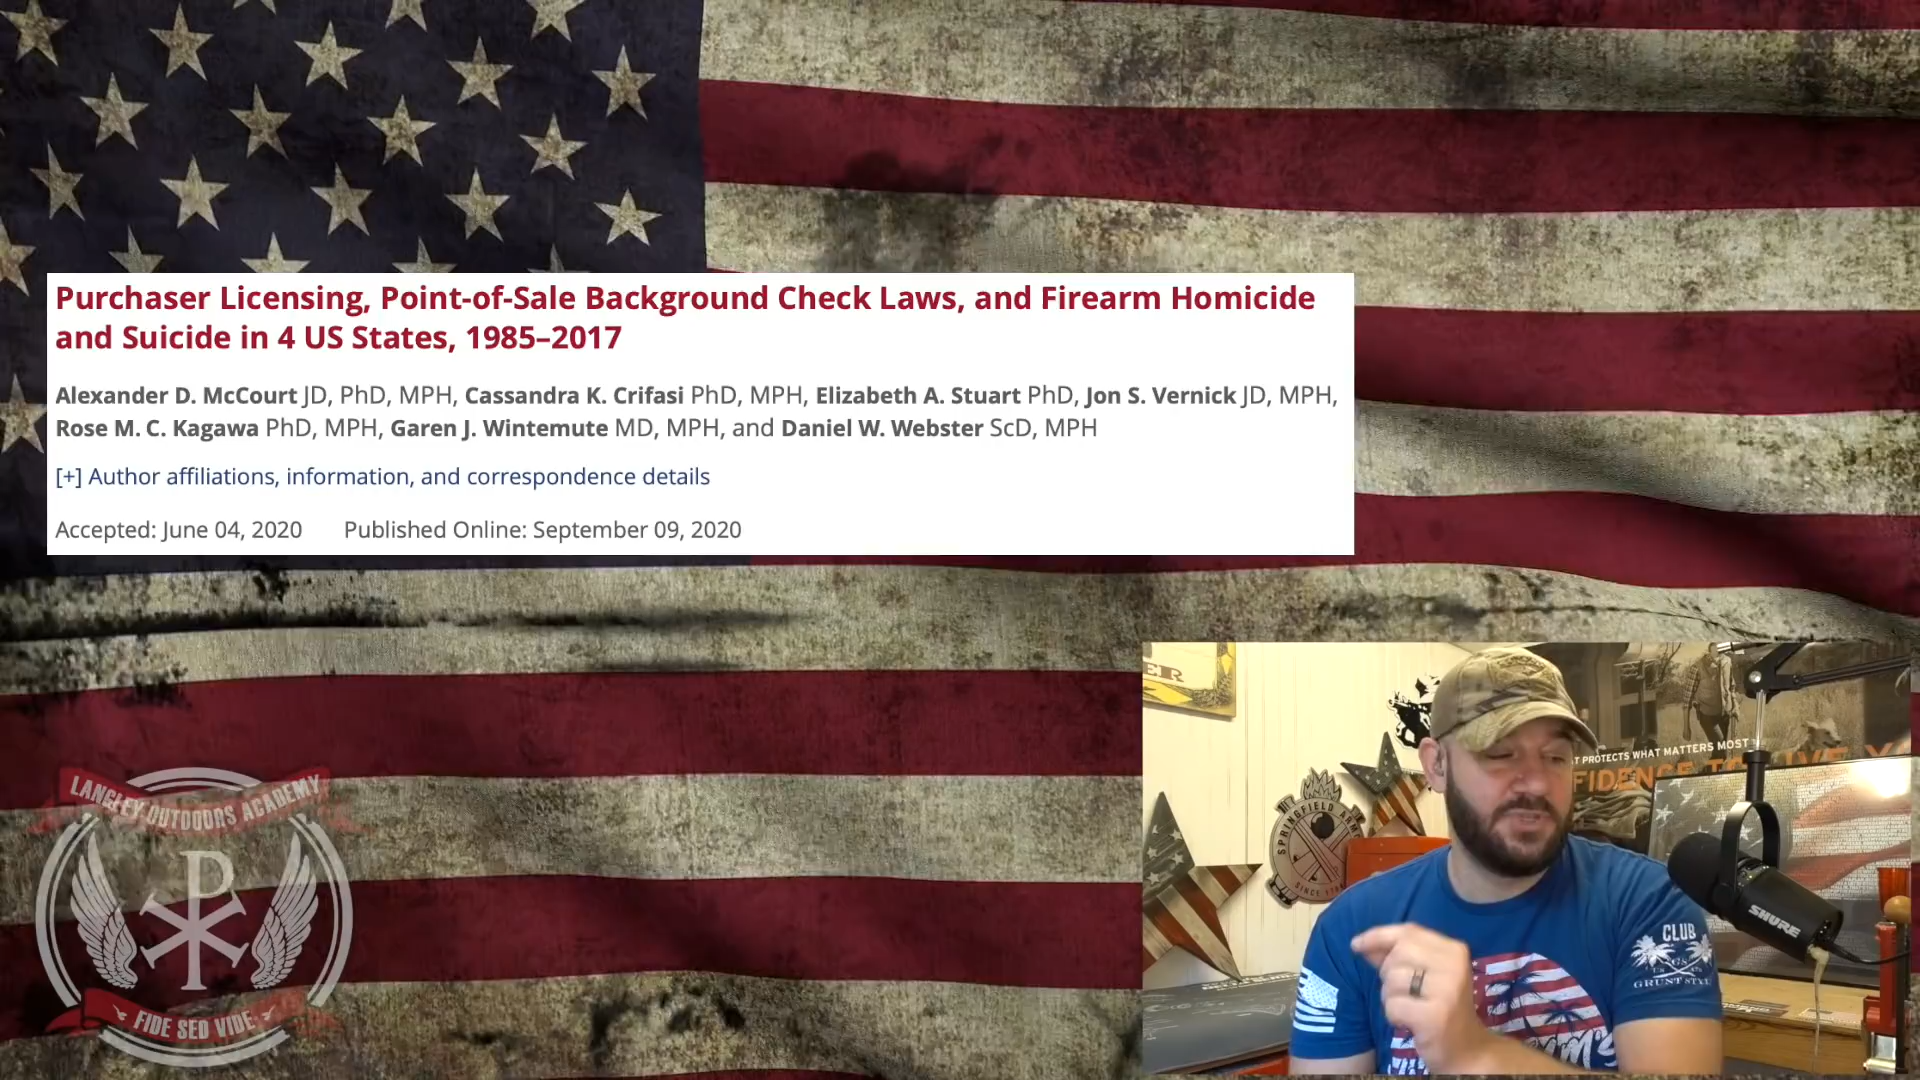 Purchaser Licensing, Point-of-Sale Background Check Laws, and Firearm Homicide
and Suicide in 4 US States, 1985–2017
Alexander D. McCourt JD, PhD, MPH, Cassandra K. Crifasi PhD, MPH, Elizabeth A. Stuart PhD, Jon S. Vernick JD, MPH,
Rose M. C. Kagawa PhD, MPH, Garen J. Wintemute MD, MPH, and Daniel W. Webster ScD, MPH
[+] Author affiliations, information, and correspondence details
Accepted: June 04, 2020 Published Online: September 09, 2020
LANGLEY OUTDOORS ACADEMY
FIDE SED VIDE
PROTECTS WHAT MATTERS MOST
SPRINGFIELD
SINCE
SHURE
CLUB
GS
GRUNT STYLE